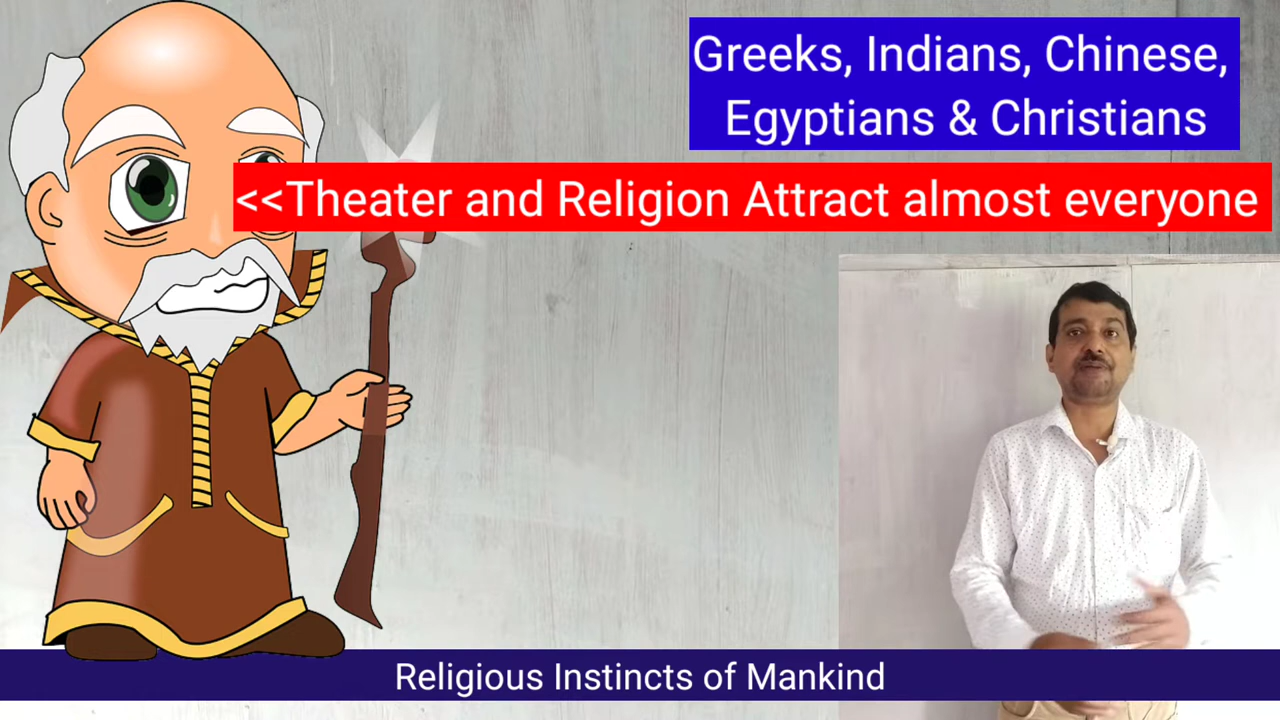 Greeks, Indians, Chinese,
Egyptians & Christians
<<Theater and Religion Attract almost everyone
Religious Instincts of Mankind